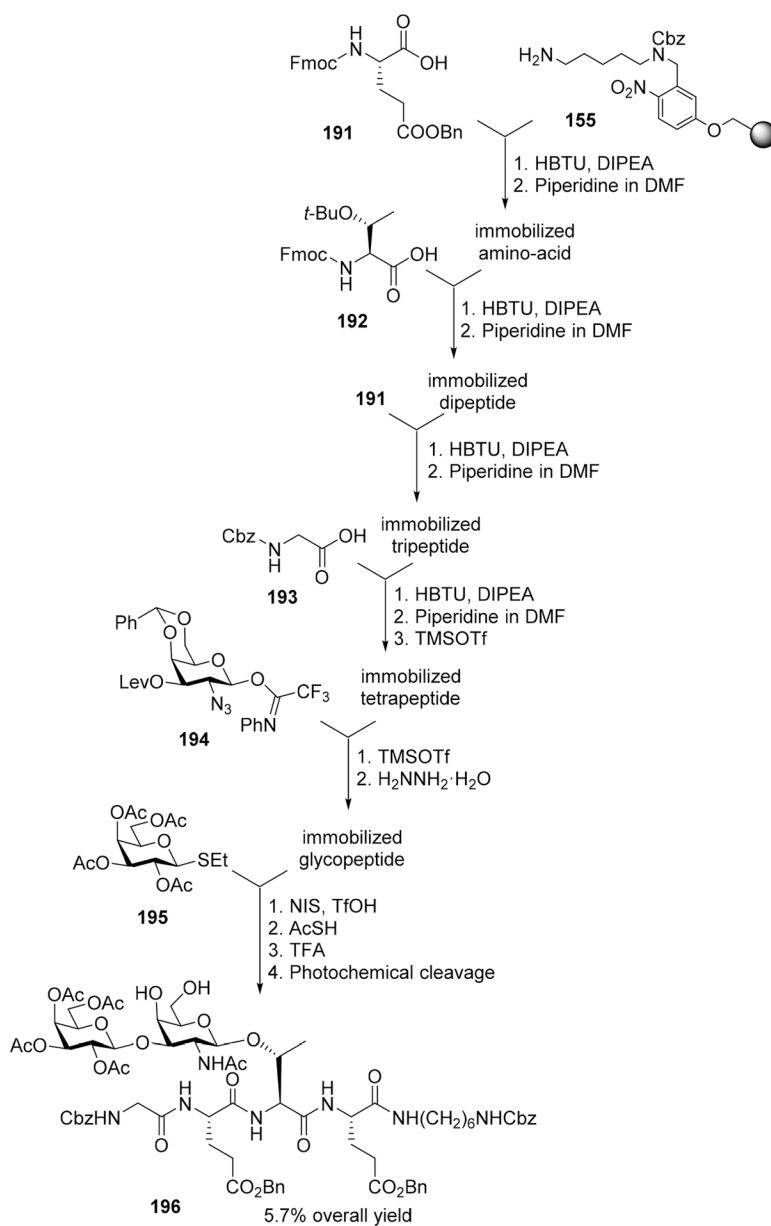 Fmoc N H O OH COOBn
191
H2N Cbz N O2N O
155
1. HBTU, DIPEA
2. Piperidine in DMF
t-BuO Fmoc N H OH O
192
immobilized
amino-acid
1. HBTU, DIPEA
2. Piperidine in DMF
191
immobilized
dipeptide
1. HBTU, DIPEA
2. Piperidine in DMF
Cbz N H OH O
193
immobilized
tripeptide
1. HBTU, DIPEA
2. Piperidine in DMF
3. TMSOTf
Ph O O O LevO N3 O CF3 PhN
194
immobilized
tetrapeptide
1. TMSOTf
2. H2NNH2·H2O
OAc OAc O AcO OAc SEt
195
immobilized
glycopeptide
1. NIS, TfOH
2. AcSH
3. TFA
4. Photochemical cleavage
OAc OAc O AcO OAc O HO OH O NHAc O
CbzHN O H N O N H O H N O NH(CH2)6NHCbz
CO2Bn CO2Bn
196
5.7% overall yield